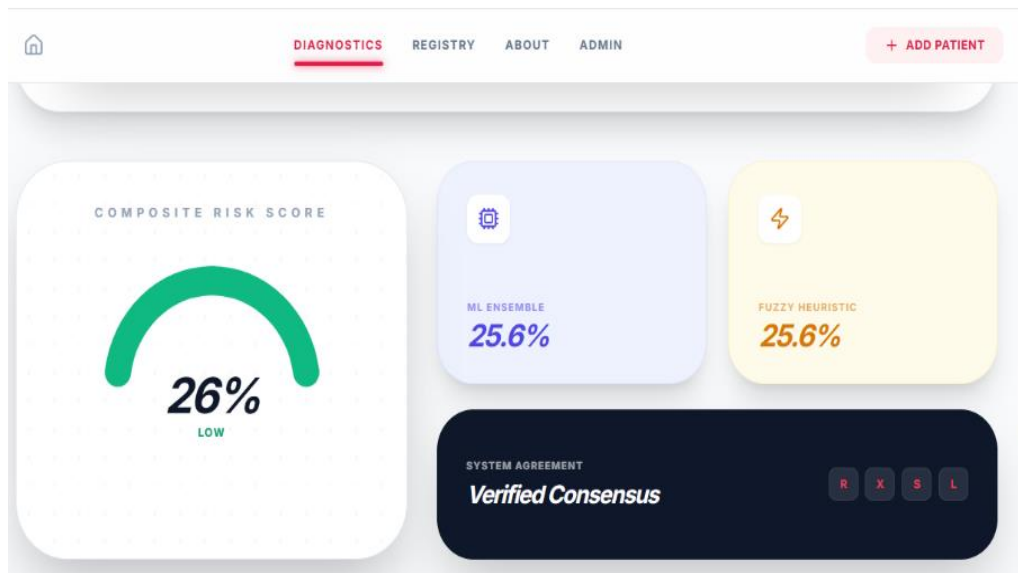 DIAGNOSTICS REGISTRY ABOUT ADMIN + ADD PATIENT
COMPOSITE RISK SCORE
26%
LOW
ML ENSEMBLE
25.6%
FUZZY HEURISTIC
25.6%
SYSTEM AGREEMENT
Verified Consensus
R X S L